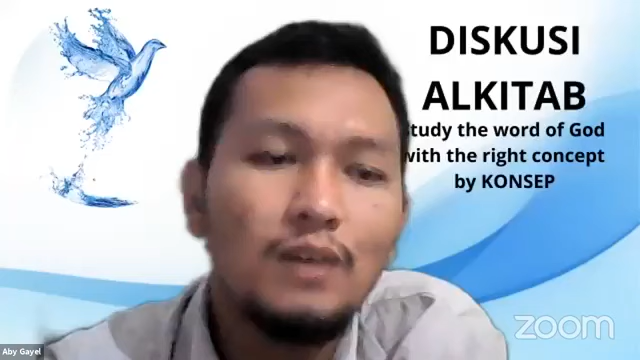 DISKUSI
ALKITAB
tudy the word of God
with the right concept
by KONSEP
zoom
Aby Gayel